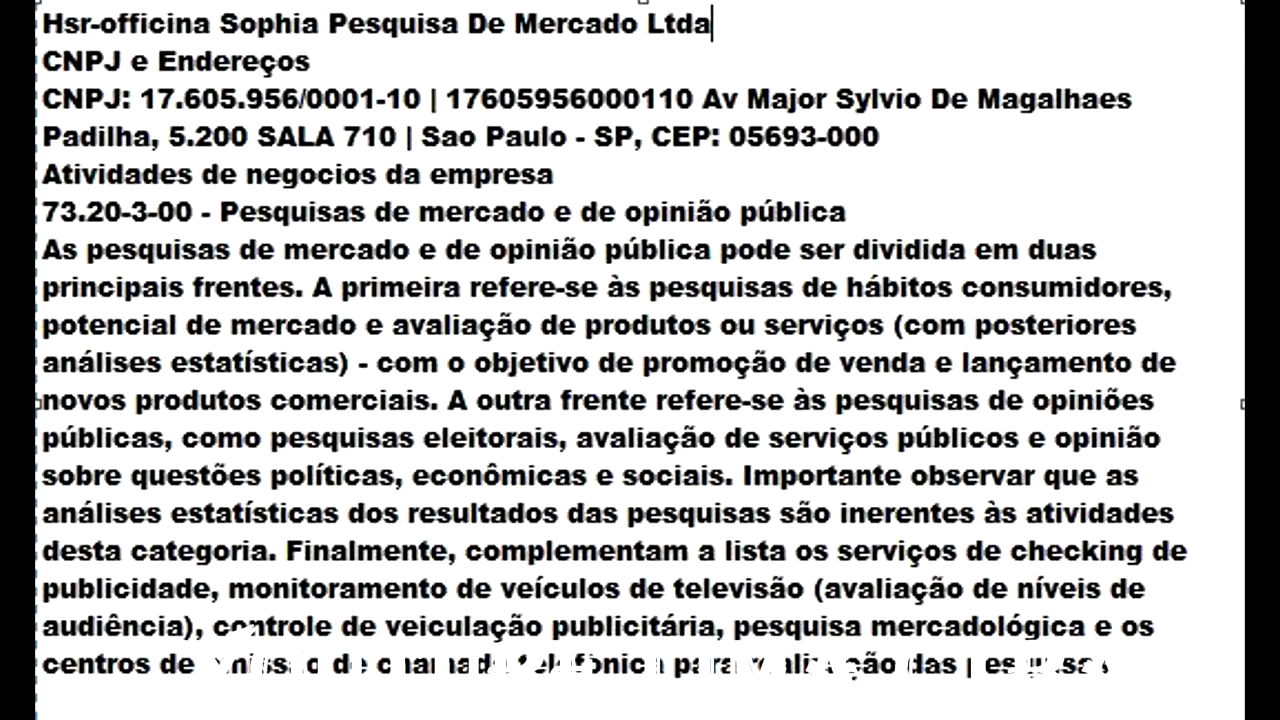 Hsr-officina Sophia Pesquisa De Mercado Ltda
CNPJ e Endereços
CNPJ: 17.605.956/0001-10 | 17605956000110 Av Major Sylvio De Magalhaes
Padilha, 5.200 SALA 710 | Sao Paulo - SP, CEP: 05693-000
Atividades de negocios da empresa
73.20-3-00 - Pesquisas de mercado e de opinião pública
As pesquisas de mercado e de opinião pública pode ser dividida em duas
principais frentes. A primeira refere-se às pesquisas de hábitos consumidores,
potencial de mercado e avaliação de produtos ou serviços (com posteriores
análises estatísticas) - com o objetivo de promoção de venda e lançamento de
novos produtos comerciais. A outra frente refere-se às pesquisas de opiniões
públicas, como pesquisas eleitorais, avaliação de serviços públicos e opinião
sobre questões políticas, econômicas e sociais. Importante observar que as
análises estatísticas dos resultados das pesquisas são inerentes às atividades
desta categoria. Finalmente, complementam a lista os serviços de checking de
publicidade, monitoramento de veículos de televisão (avaliação de níveis de
audiência), controle de veiculação publicitária, pesquisa mercadológica e os
centros de emissão de chamada telefônica para realização das pesquisas